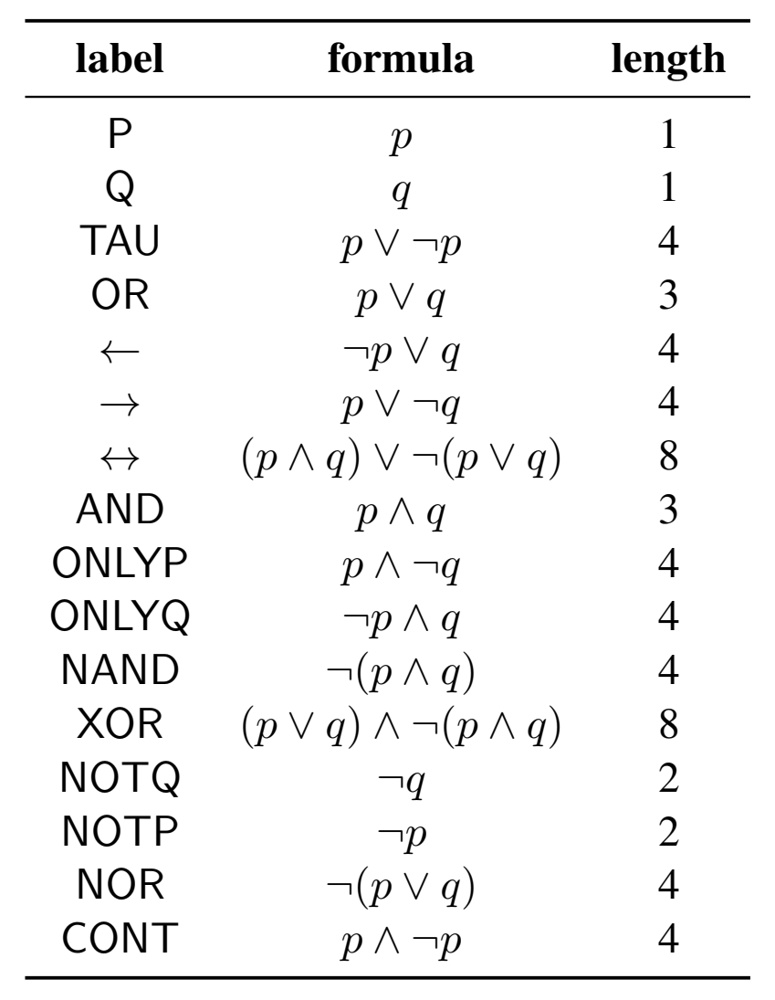 label formula length
P p 1
Q q 1
TAU p ∨ ¬p 4
OR p ∨ q 3
← ¬p ∨ q 4
→ p ∨ ¬q 4
↔ (p ∧ q) ∨ ¬(p ∨ q) 8
AND p ∧ q 3
ONLYP p ∧ ¬q 4
ONLYQ ¬p ∧ q 4
NAND ¬(p ∧ q) 4
XOR (p ∨ q) ∧ ¬(p ∧ q) 8
NOTQ ¬q 2
NOTP ¬p 2
NOR ¬(p ∨ q) 4
CONT p ∧ ¬p 4